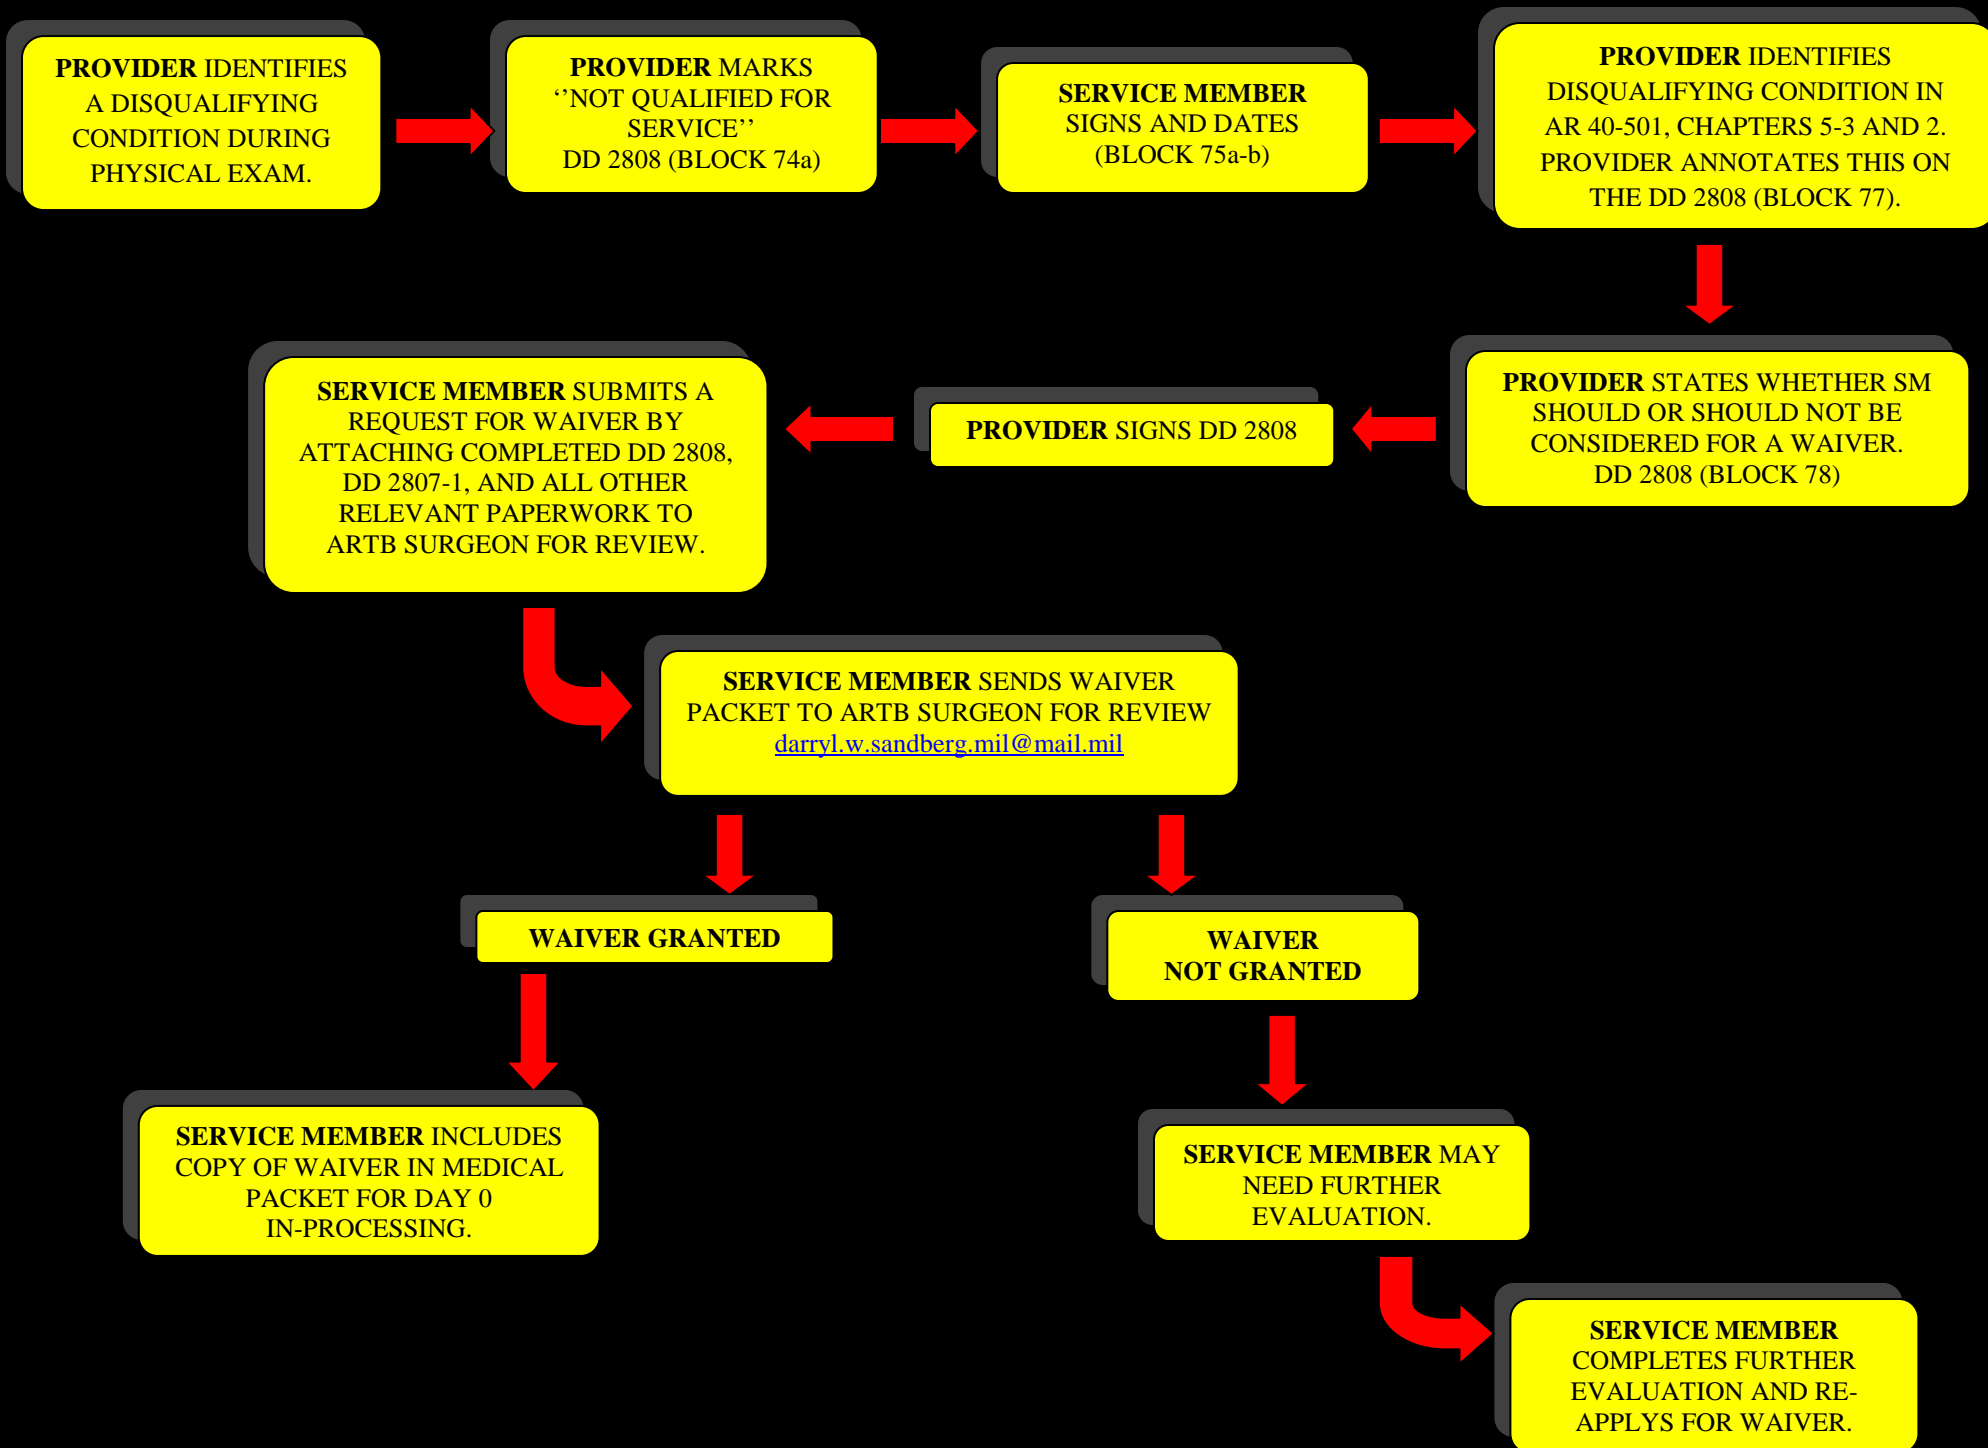 PROVIDER IDENTIFIES
A DISQUALIFYING
CONDITION DURING
PHYSICAL EXAM.
PROVIDER MARKS
‘’NOT QUALIFIED FOR
SERVICE’’
DD 2808 (BLOCK 74a)
SERVICE MEMBER
SIGNS AND DATES
(BLOCK 75a-b)
PROVIDER IDENTIFIES
DISQUALIFYING CONDITION IN
AR 40-501, CHAPTERS 5-3 AND 2.
PROVIDER ANNOTATES THIS ON
THE DD 2808 (BLOCK 77).
PROVIDER STATES WHETHER SM
SHOULD OR SHOULD NOT BE
CONSIDERED FOR A WAIVER.
DD 2808 (BLOCK 78)
PROVIDER SIGNS DD 2808
SERVICE MEMBER SUBMITS A
REQUEST FOR WAIVER BY
ATTACHING COMPLETED DD 2808,
DD 2807-1, AND ALL OTHER
RELEVANT PAPERWORK TO
ARTB SURGEON FOR REVIEW.
SERVICE MEMBER SENDS WAIVER
PACKET TO ARTB SURGEON FOR REVIEW
darryl.w.sandberg.mil@mail.mil
WAIVER GRANTED
WAIVER
NOT GRANTED
SERVICE MEMBER INCLUDES
COPY OF WAIVER IN MEDICAL
PACKET FOR DAY 0
IN-PROCESSING.
SERVICE MEMBER MAY
NEED FURTHER
EVALUATION.
SERVICE MEMBER
COMPLETES FURTHER
EVALUATION AND RE-
APPLYS FOR WAIVER.